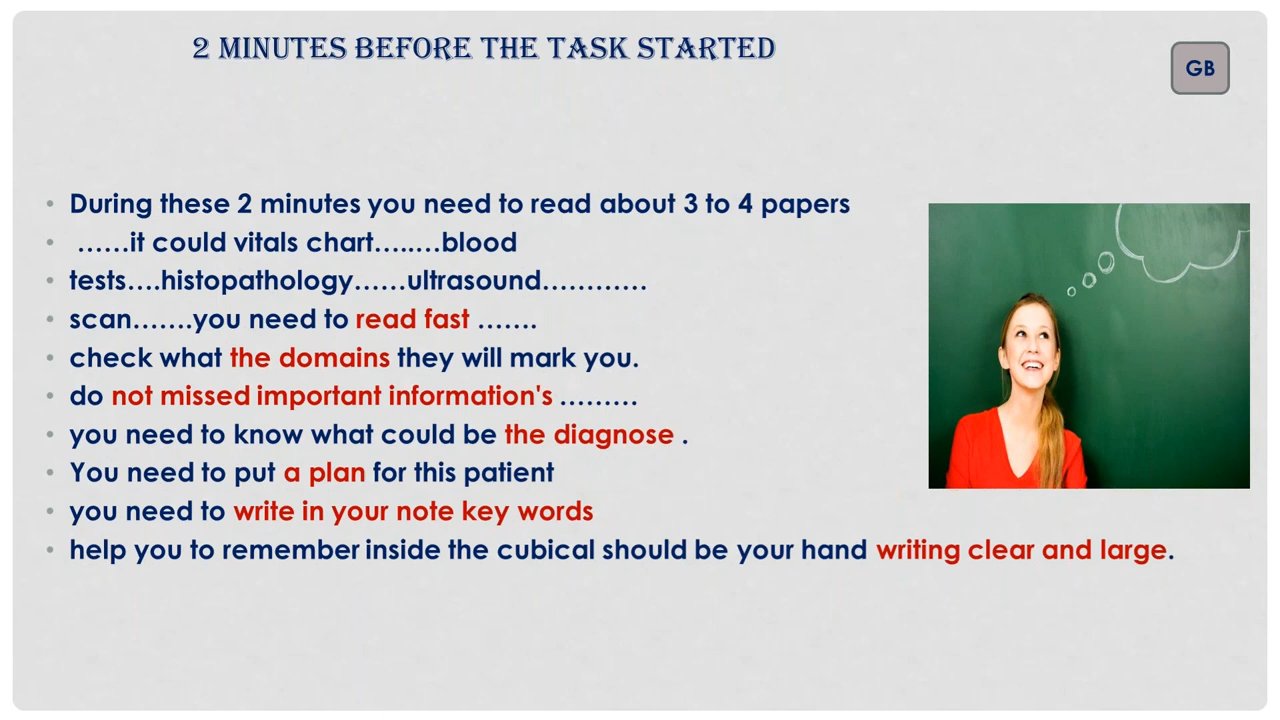 2 MINUTES BEFORE THE TASK STARTED
GB
• During these 2 minutes you need to read about 3 to 4 papers
• ......it could vitals chart........blood
• tests....histopathology......ultrasound............
• scan.......you need to read fast .......
• check what the domains they will mark you.
• do not missed important information's .........
• you need to know what could be the diagnose .
• You need to put a plan for this patient
• you need to write in your note key words
• help you to remember inside the cubical should be your hand writing clear and large.